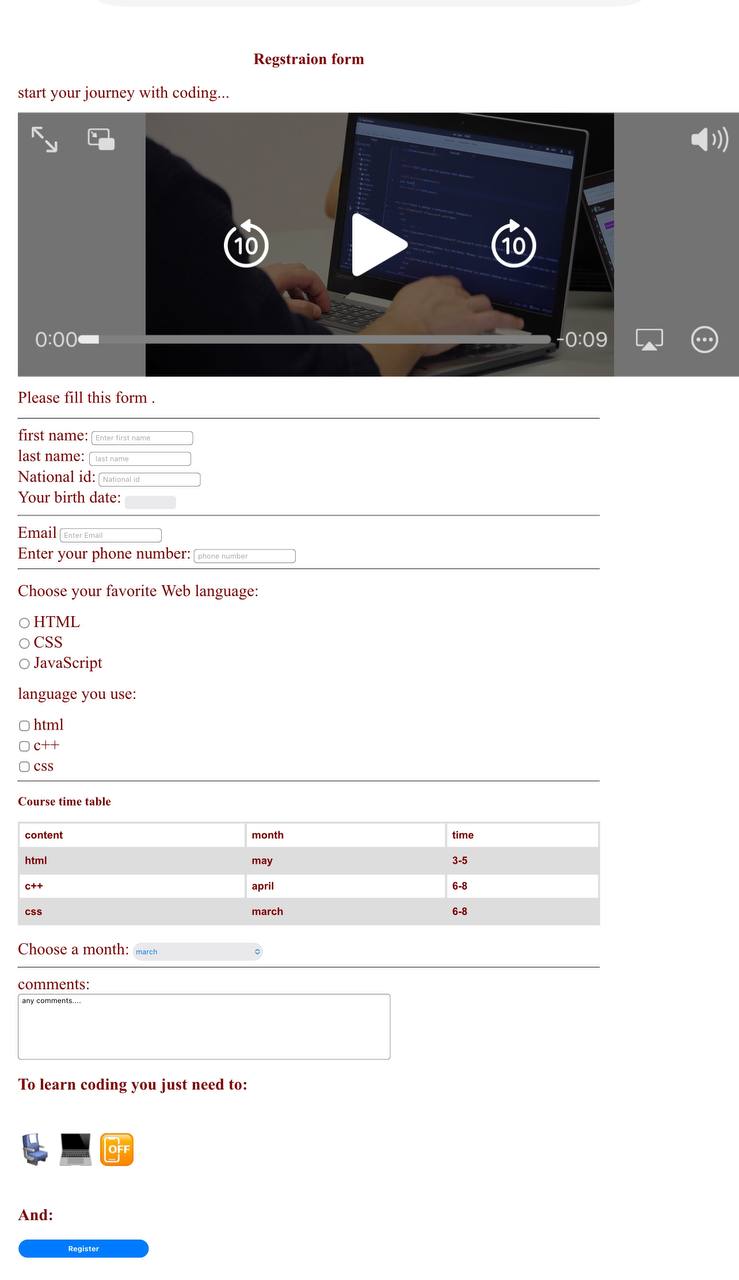 Regstraion form
start your journey with coding...
10
10
0:00
-0:09
Please fill this form .
first name: Enter first name
last name: last name
National id: National id
Your birth date:
Email Enter Email
Enter your phone number: phone number
Choose your favorite Web language:
HTML
CSS
JavaScript
language you use:
html
c++
css
Course time table
content month time
html may 3-5
c++ april 6-8
css march 6-8
Choose a month: march
comments:
any comments....
To learn coding you just need to:
OFF
And:
Register